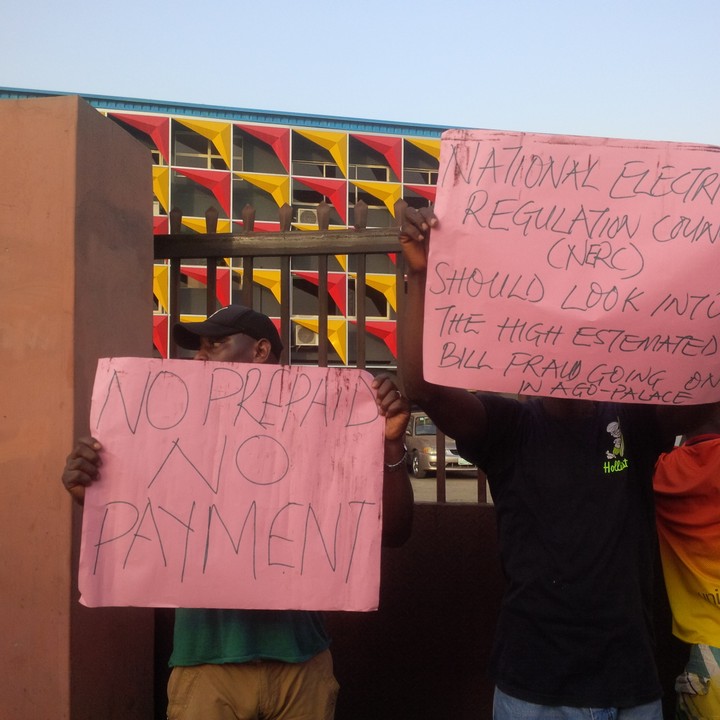 NO PREPAID
NO
PAYMENT
NATIONAL ELECTR
REGULATION COUN
(NERC)
SHOULD LOOK INTO
THE HIGH ESTEMATED
BILL FRAUD GOING ON
IN AGO-PALACE